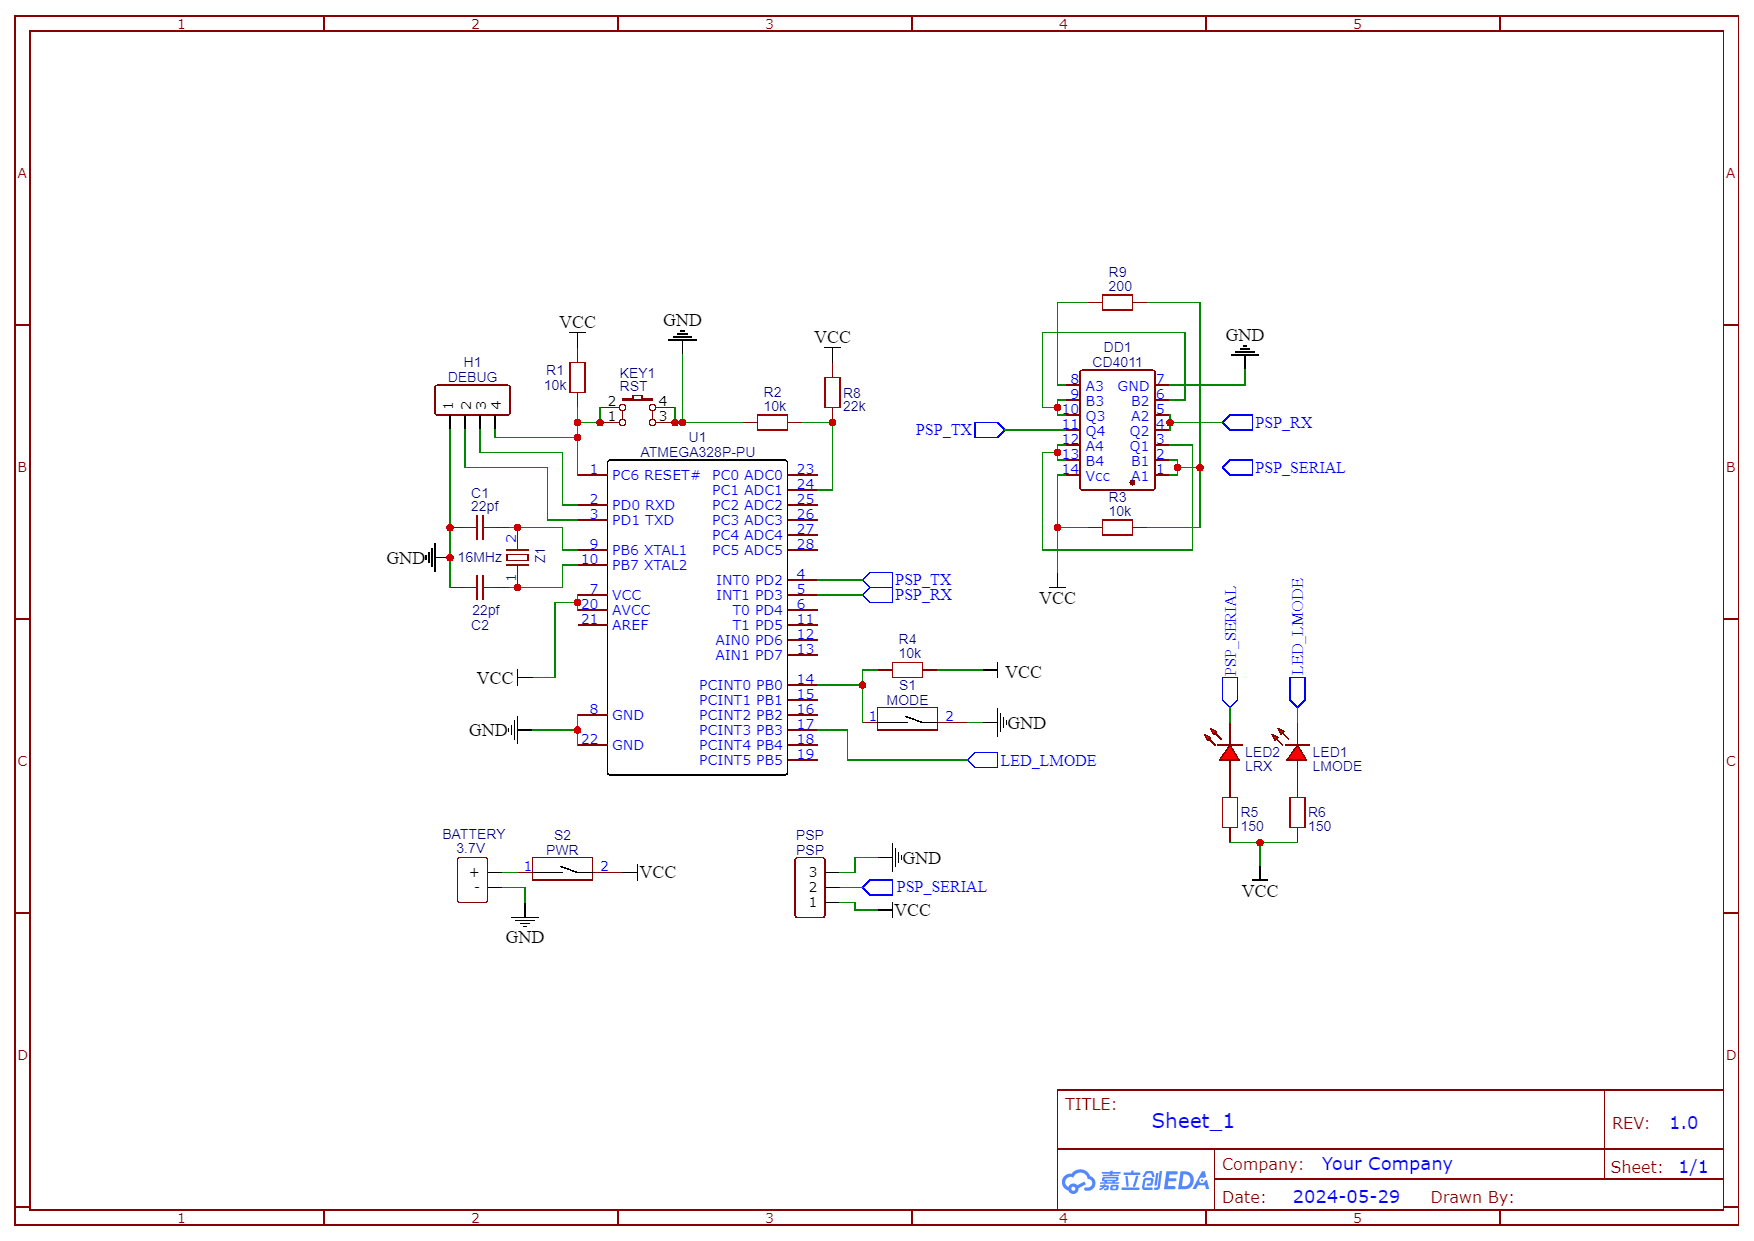 1 2 3 4 5
A A
B B
C C
D D
R9
200
VCC GND VCC GND
H1
DEBUG
1 2 3 4
R1
10k
KEY1
RST
2 4
1 3
R2
10k
R8
22k
U1
ATMEGA328P-PU
1 PC6 RESET# PC0 ADC0 23
PC1 ADC1 24
2 PD0 RXD PC2 ADC2 25
3 PD1 TXD PC3 ADC3 26
PC4 ADC4 27
9 PB6 XTAL1 PC5 ADC5 28
10 PB7 XTAL2
INT0 PD2 4 PSP_TX
7 VCC INT1 PD3 5 PSP_RX
20 AVCC T0 PD4 6
21 AREF T1 PD5 11
AIN0 PD6 12
AIN1 PD7 13
PCINT0 PB0 14
PCINT1 PB1 15
8 GND PCINT2 PB2 16
PCINT3 PB3 17
22 GND PCINT4 PB4 18
PCINT5 PB5 19
C1
22pf
GND 16MHz 2 1 Z1
22pf
C2
VCC
GND
R4
10k
VCC
S1
MODE
1 2 GND
LED_LMODE
DD1
CD4011
8 A3 GND 7
9 B3 B2 6
10 Q3 A2 5
PSP_TX 11 Q4 Q2 4 PSP_RX
12 A4 Q1 3
13 B4 B1 2
14 Vcc A1 1 PSP_SERIAL
R3
10k
VCC
PSP_SERIAL LED_LMODE
LED2
LRX
LED1
LMODE
R5
150
R6
150
VCC
BATTERY
3.7V
+
-
S2
PWR
1 2 VCC
GND
PSP
PSP
3 GND
2 PSP_SERIAL
1 VCC
TITLE:
Sheet_1
REV: 1.0
嘉立创EDA
Company: Your Company
Sheet: 1/1
Date: 2024-05-29 Drawn By:
1 2 3 4 5